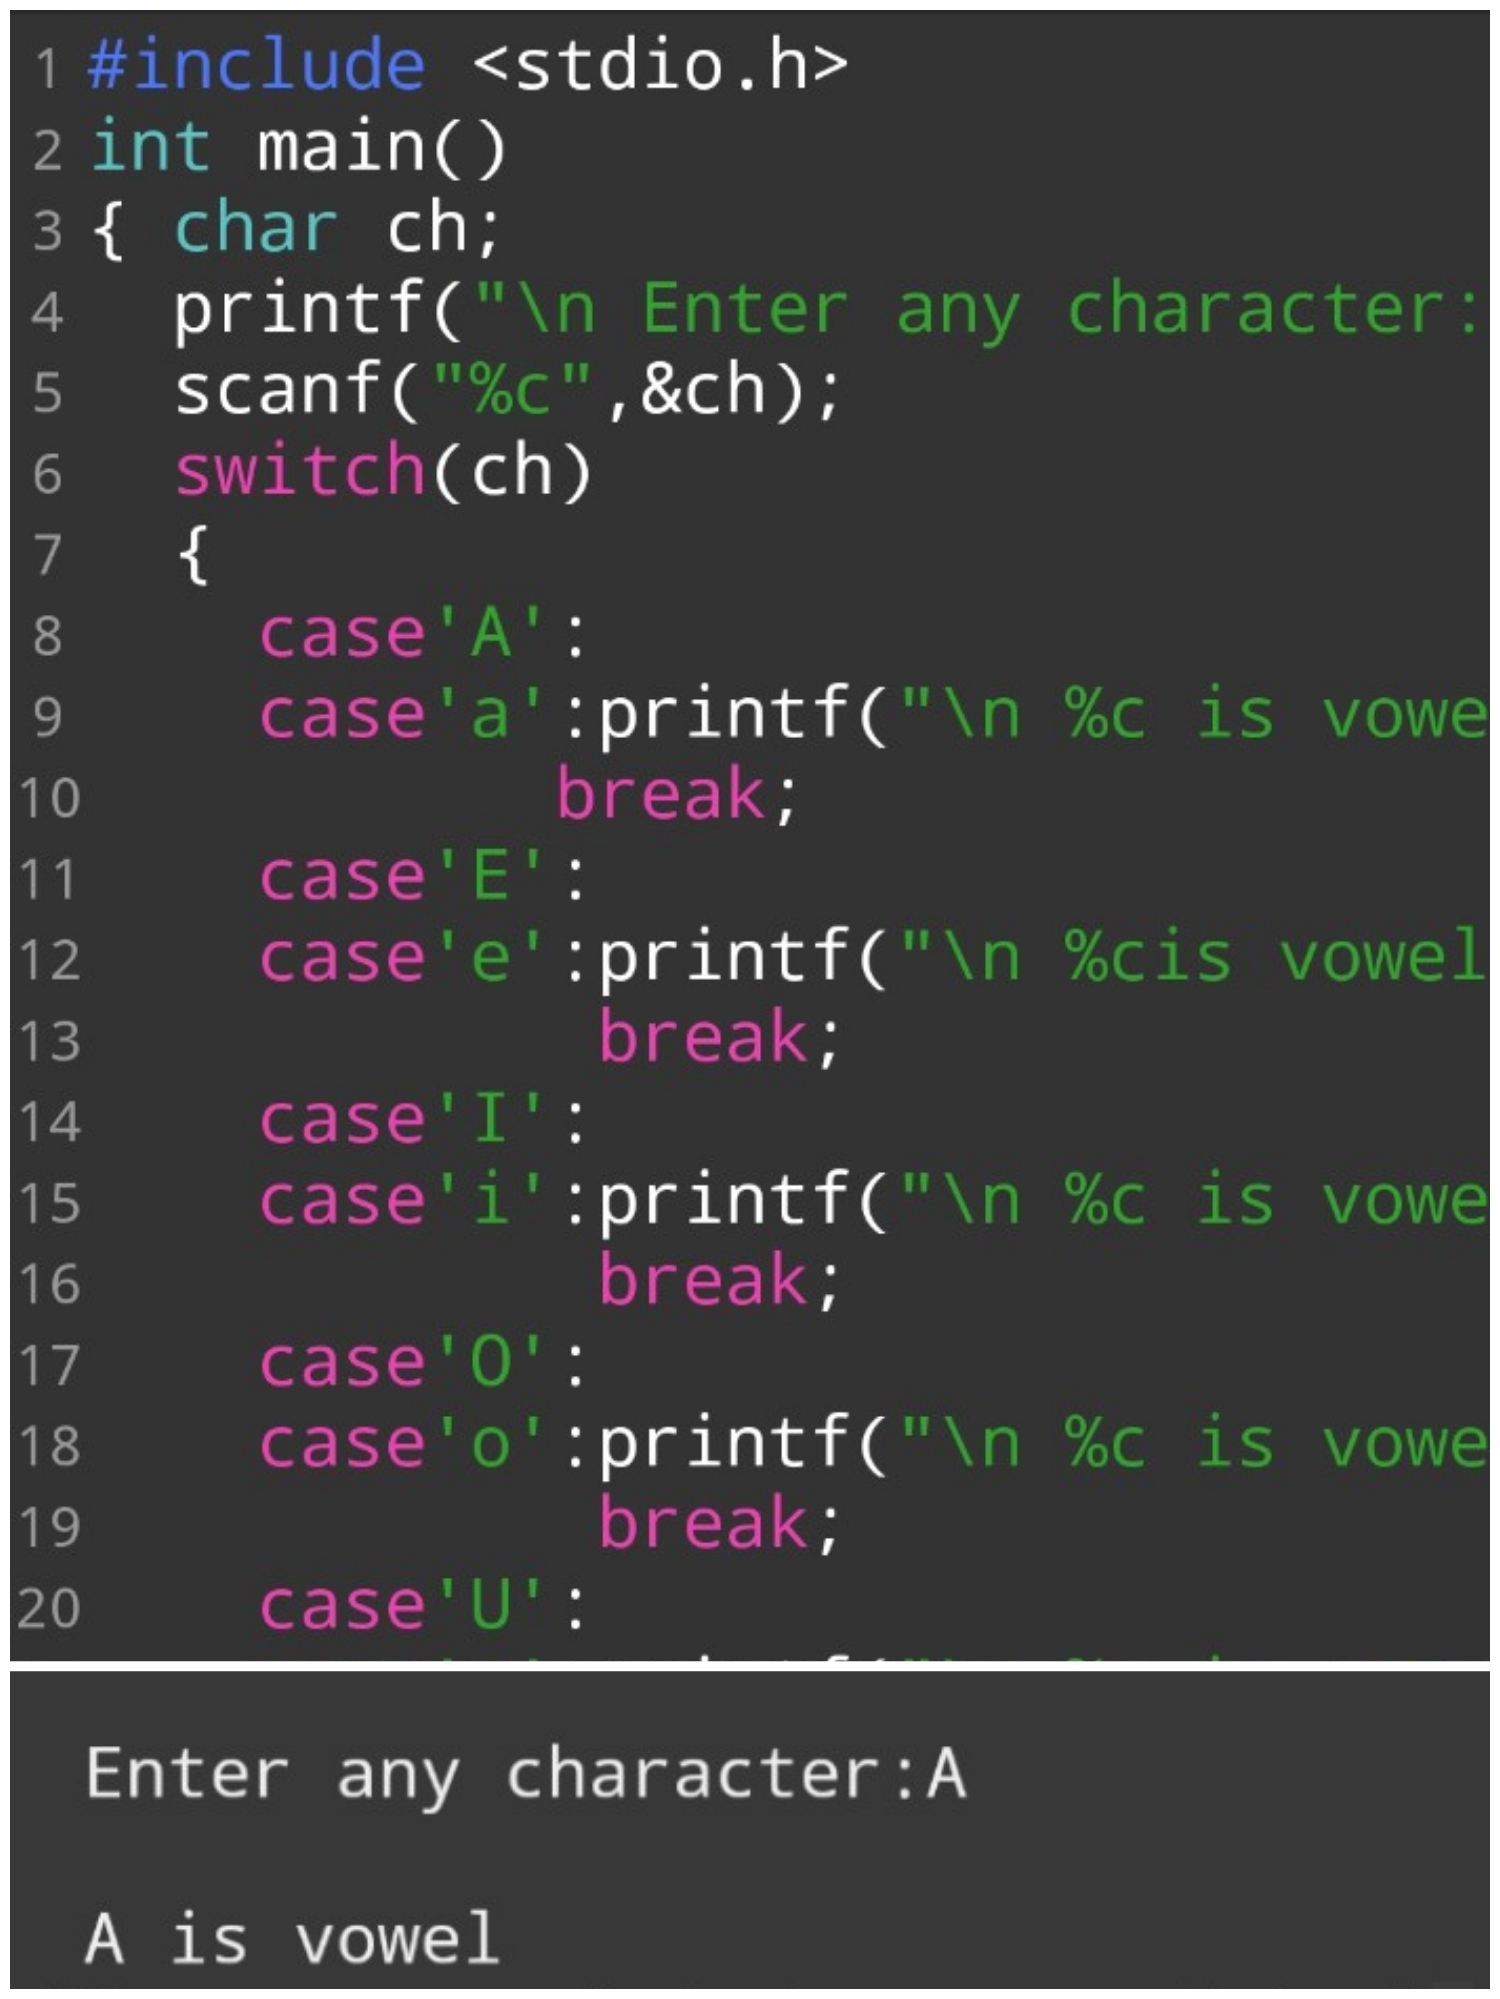 1 #include <stdio.h>
2 int main()
3 { char ch;
4 printf("\n Enter any character:
5 scanf("%c",&ch);
6 switch(ch)
7 {
8 case'A':
9 case'a':printf("\n %c is vowe
10 break;
11 case'E':
12 case'e':printf("\n %cis vowel
13 break;
14 case'I':
15 case'i':printf("\n %c is vowe
16 break;
17 case'O':
18 case'o':printf("\n %c is vowe
19 break;
20 case'U':
Enter any character:A
A is vowel